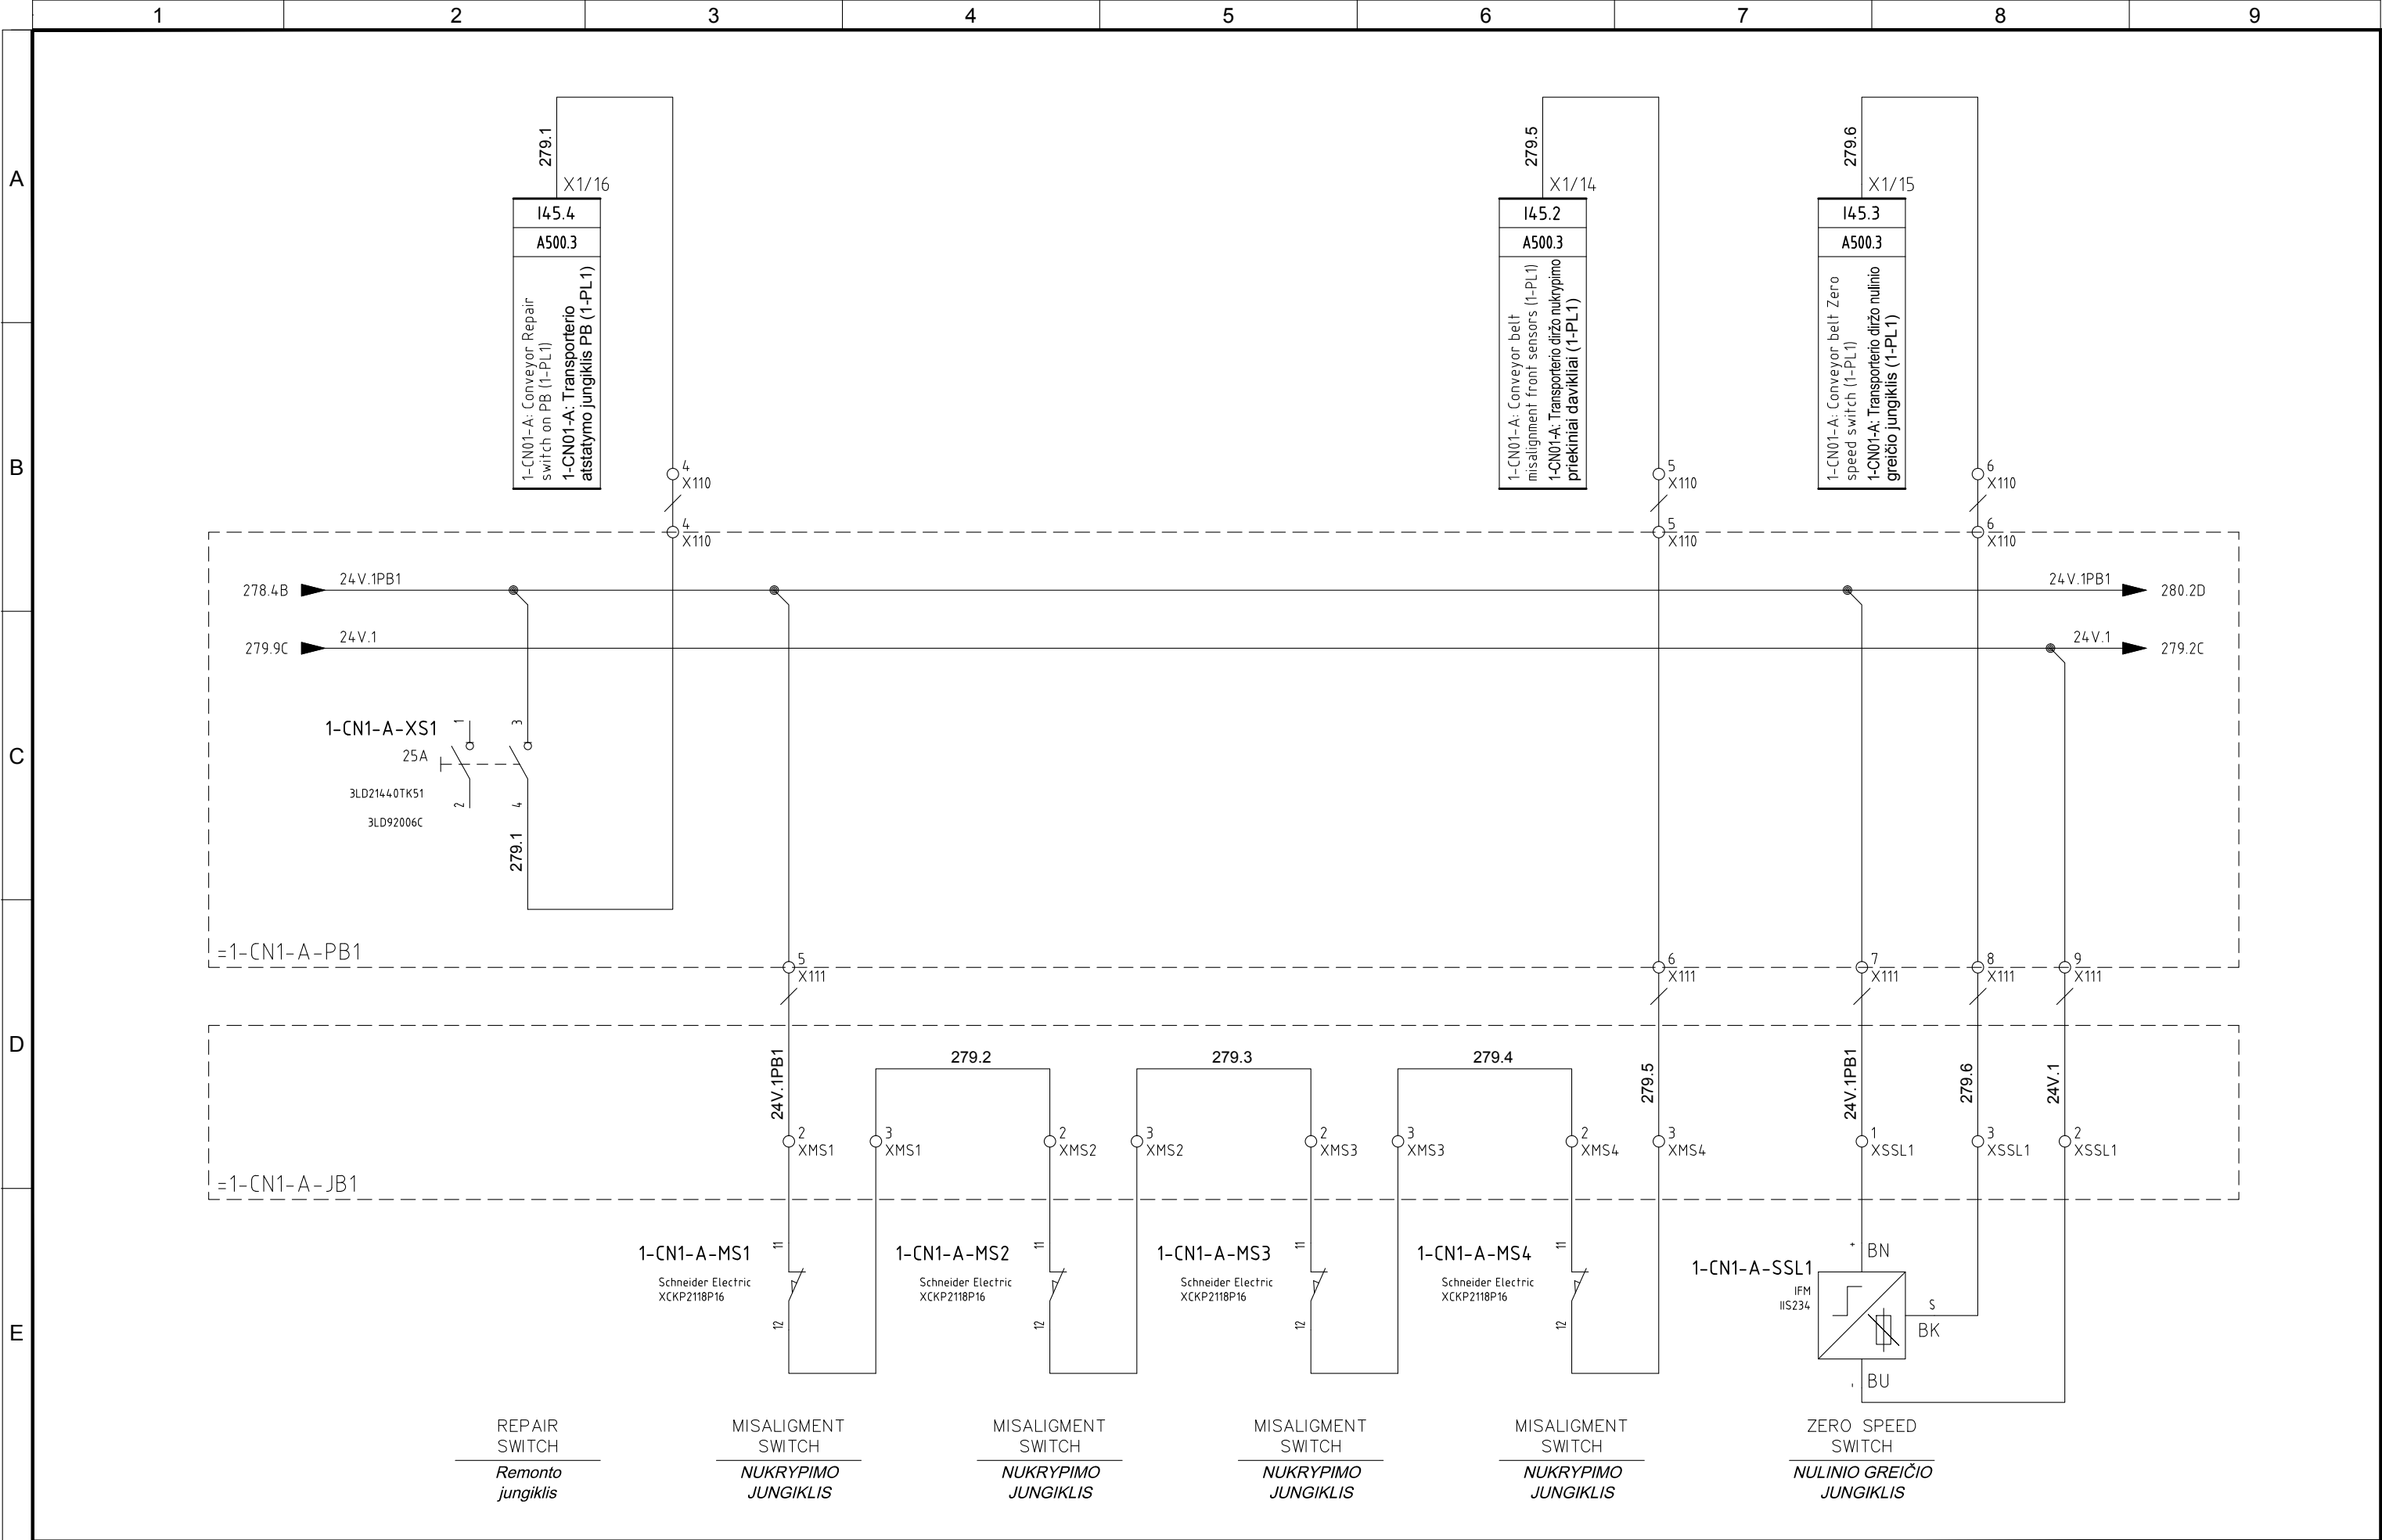 1 2 3 4 5 6 7 8 9
A
B
C
D
E
279.1
X1/16
I45.4
A500.3
1-CN01-A: Conveyor Repair
switch on PB (1-PL1)
1-CN01-A: Transporterio
atstatymo jungiklis PB (1-PL1)
279.5
X1/14
I45.2
A500.3
1-CN01-A: Conveyor belt
misalignment front sensors (1-PL1)
1-CN01-A: Transporterio diržo nukrypimo
priekiniai davikliai (1-PL1)
279.6
X1/15
I45.3
A500.3
1-CN01-A: Conveyor belt Zero
speed switch (1-PL1)
1-CN01-A: Transporterio diržo nulinio
greičio jungiklis (1-PL1)
4
X110
5
X110
6
X110
4
X110
5
X110
6
X110
278.4B 24V.1PB1 24V.1PB1 280.2D
279.9C 24V.1 24V.1 279.2C
1-CN1-A-XS1
25A
3LD21440TK51
3LD92006C
1
2
3
4
279.1
=1-CN1-A-PB1
5
X111
6
X111
7
X111
8
X111
9
X111
24V.1PB1
279.2
279.3
279.4
279.5
24V.1PB1
279.6
24V.1
2
XMS1
3
XMS1
2
XMS2
3
XMS2
2
XMS3
3
XMS3
2
XMS4
3
XMS4
1
XSSL1
3
XSSL1
2
XSSL1
=1-CN1-A-JB1
1-CN1-A-MS1
Schneider Electric
XCKP2118P16
11
12
1-CN1-A-MS2
Schneider Electric
XCKP2118P16
11
12
1-CN1-A-MS3
Schneider Electric
XCKP2118P16
11
12
1-CN1-A-MS4
Schneider Electric
XCKP2118P16
11
12
1-CN1-A-SSL1
IFM
IIS234
+ BN
S
BK
- BU
REPAIR
SWITCH
Remonto
jungiklis
MISALIGMENT
SWITCH
NUKRYPIMO
JUNGIKLIS
MISALIGMENT
SWITCH
NUKRYPIMO
JUNGIKLIS
MISALIGMENT
SWITCH
NUKRYPIMO
JUNGIKLIS
MISALIGMENT
SWITCH
NUKRYPIMO
JUNGIKLIS
ZERO SPEED
SWITCH
NULINIO GREIČIO
JUNGIKLIS